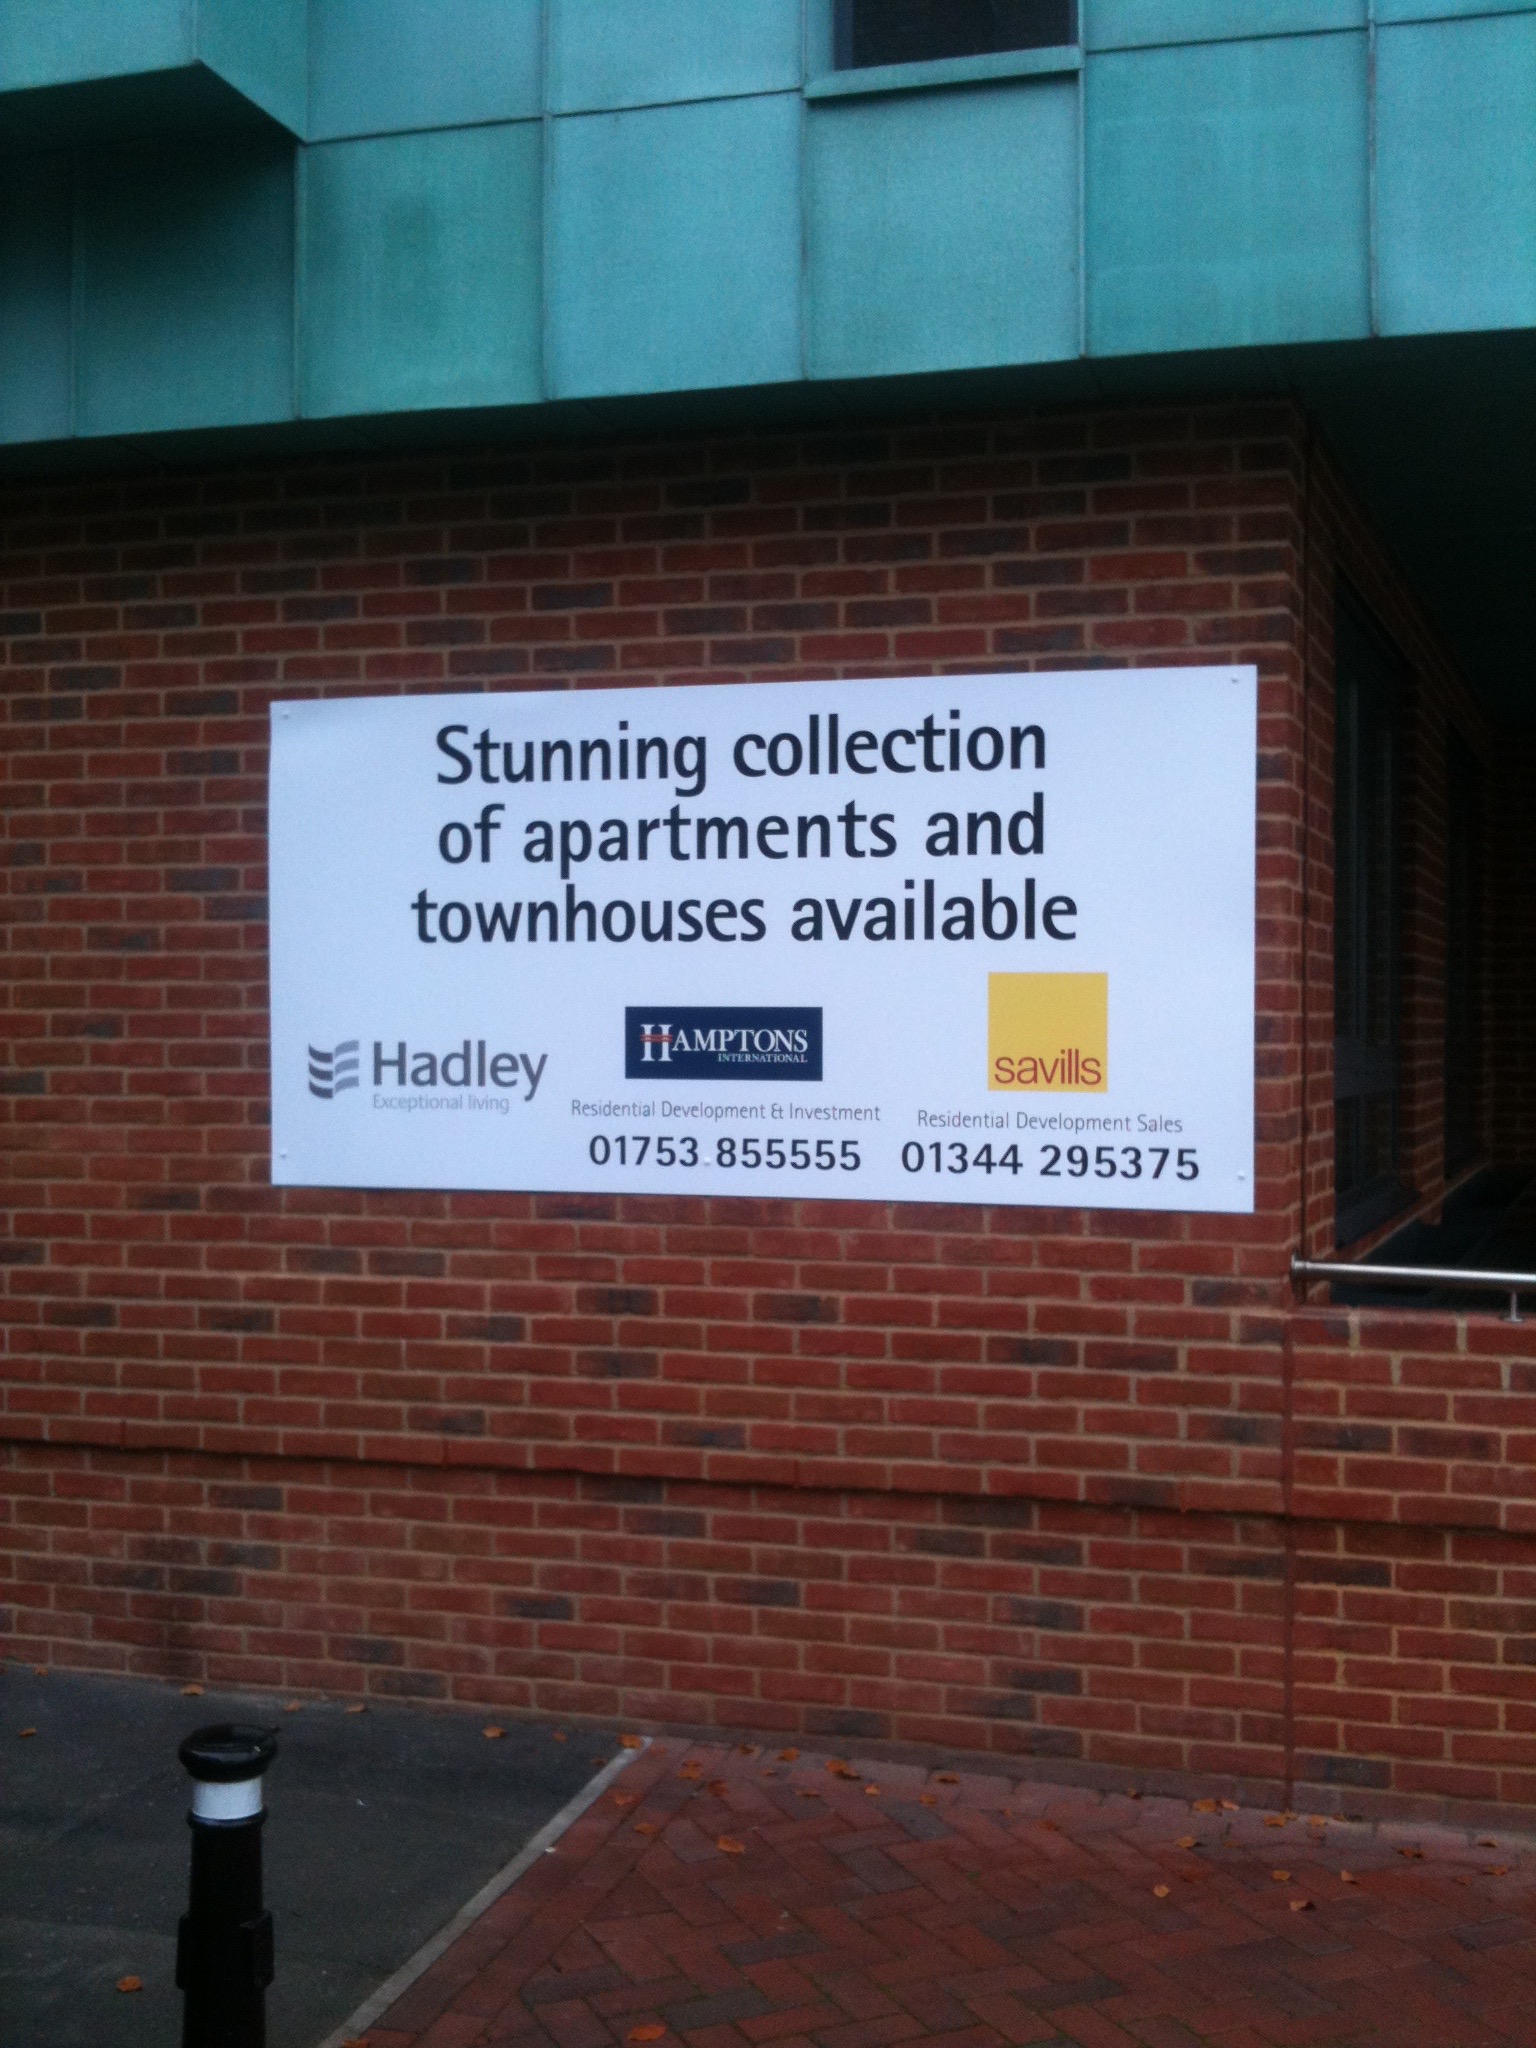 Stunning collection
of apartments and
townhouses available
Hadley
Exceptional living
HAMPTONS
INTERNATIONAL
Residential Development & Investment
01753 855555
savills
Residential Development Sales
01344 295375